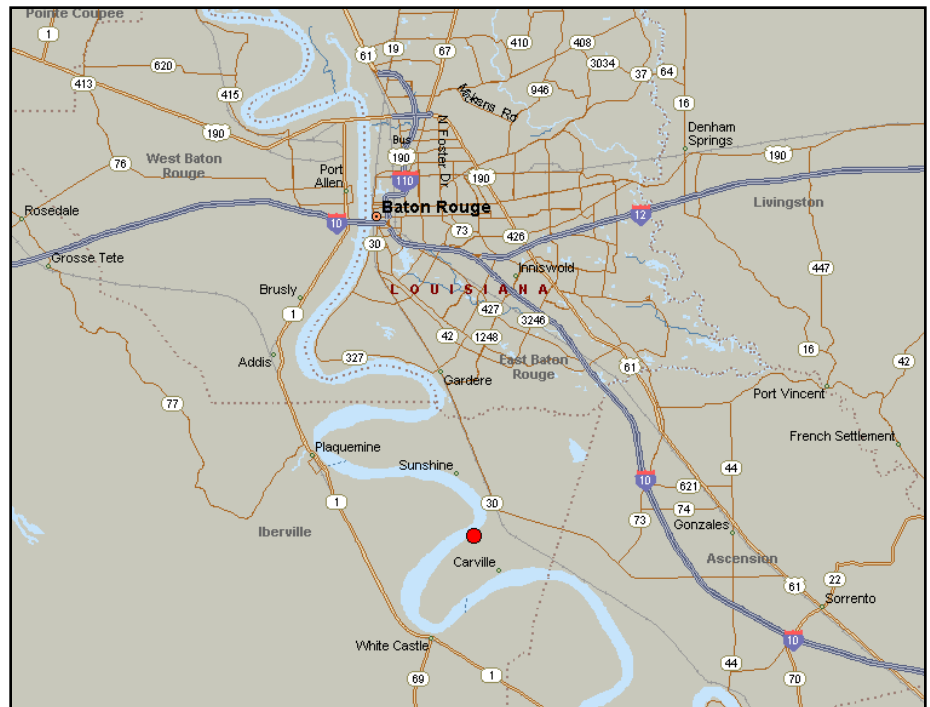 Pointe Coupee
1
61
19
67
410
408
620
3034
37
64
413
415
946
Mickens Rd
16
190
N Foster Dr
Denham
Springs
Bus
190
190
West Baton
Rouge
76
Port
Allen
110
190
Rosedale
Baton Rouge
12
Livingston
10
30
73
426
Grosse Tete
Inniswold
447
Brusly
LOUISIANA
1
427
3246
42
1248
16
Addis
327
East Baton
Rouge
61
42
Gardere
77
Port Vincent
French Settlement
Plaquemine
Sunshine
44
10
621
1
30
74
73
Gonzales
Iberville
Carville
Ascension
61
22
Sorrento
White Castle
10
44
69
1
70